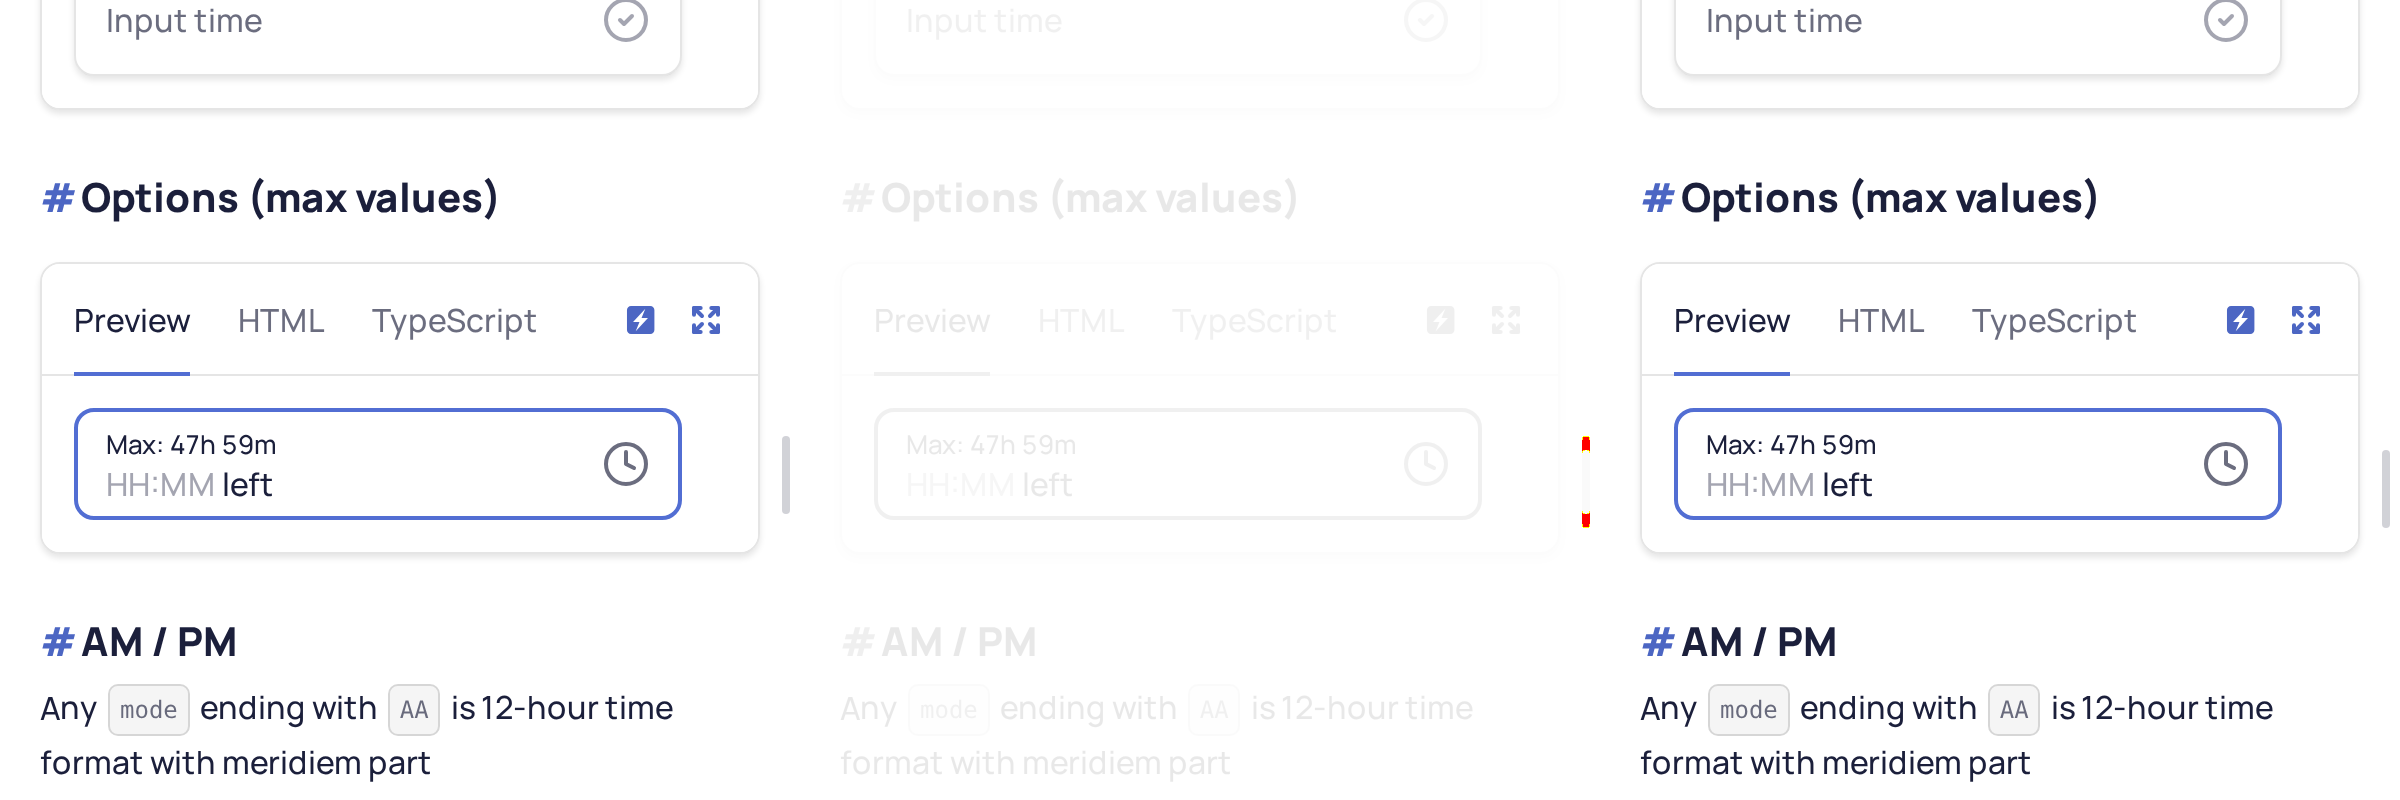 Input time
# Options (max values)
Preview HTML TypeScript
Max: 47h 59m
HH:MM left
# AM / PM
Any mode ending with AA is 12-hour time
format with meridiem part
Input time
# Options (max values)
Preview HTML TypeScript
Max: 47h 59m
HH:MM left
# AM / PM
Any mode ending with AA is 12-hour time
format with meridiem part
Input time
# Options (max values)
Preview HTML TypeScript
Max: 47h 59m
HH:MM left
# AM / PM
Any mode ending with AA is 12-hour time
format with meridiem part